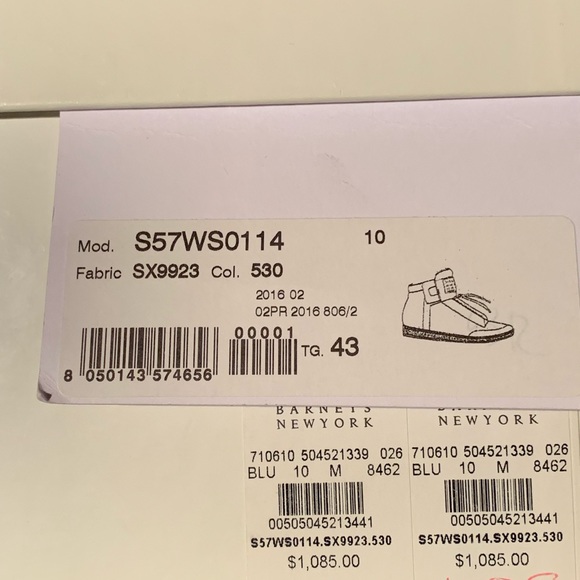 Mod. S57WS0114 10
Fabric SX9923 Col. 530
2016 02
02PR 2016 806/2
00001
TG. 43
8 050143 574656
BARNEYS
NEWYORK
710610 504521339 026
BLU 10 M 8462
00505045213441
S57WS0114.SX9923.530
$1,085.00
BARNEYS
NEWYORK
710610 504521339 026
BLU 10 M 8462
00505045213441
S57WS0114.SX9923.530
$1,085.00